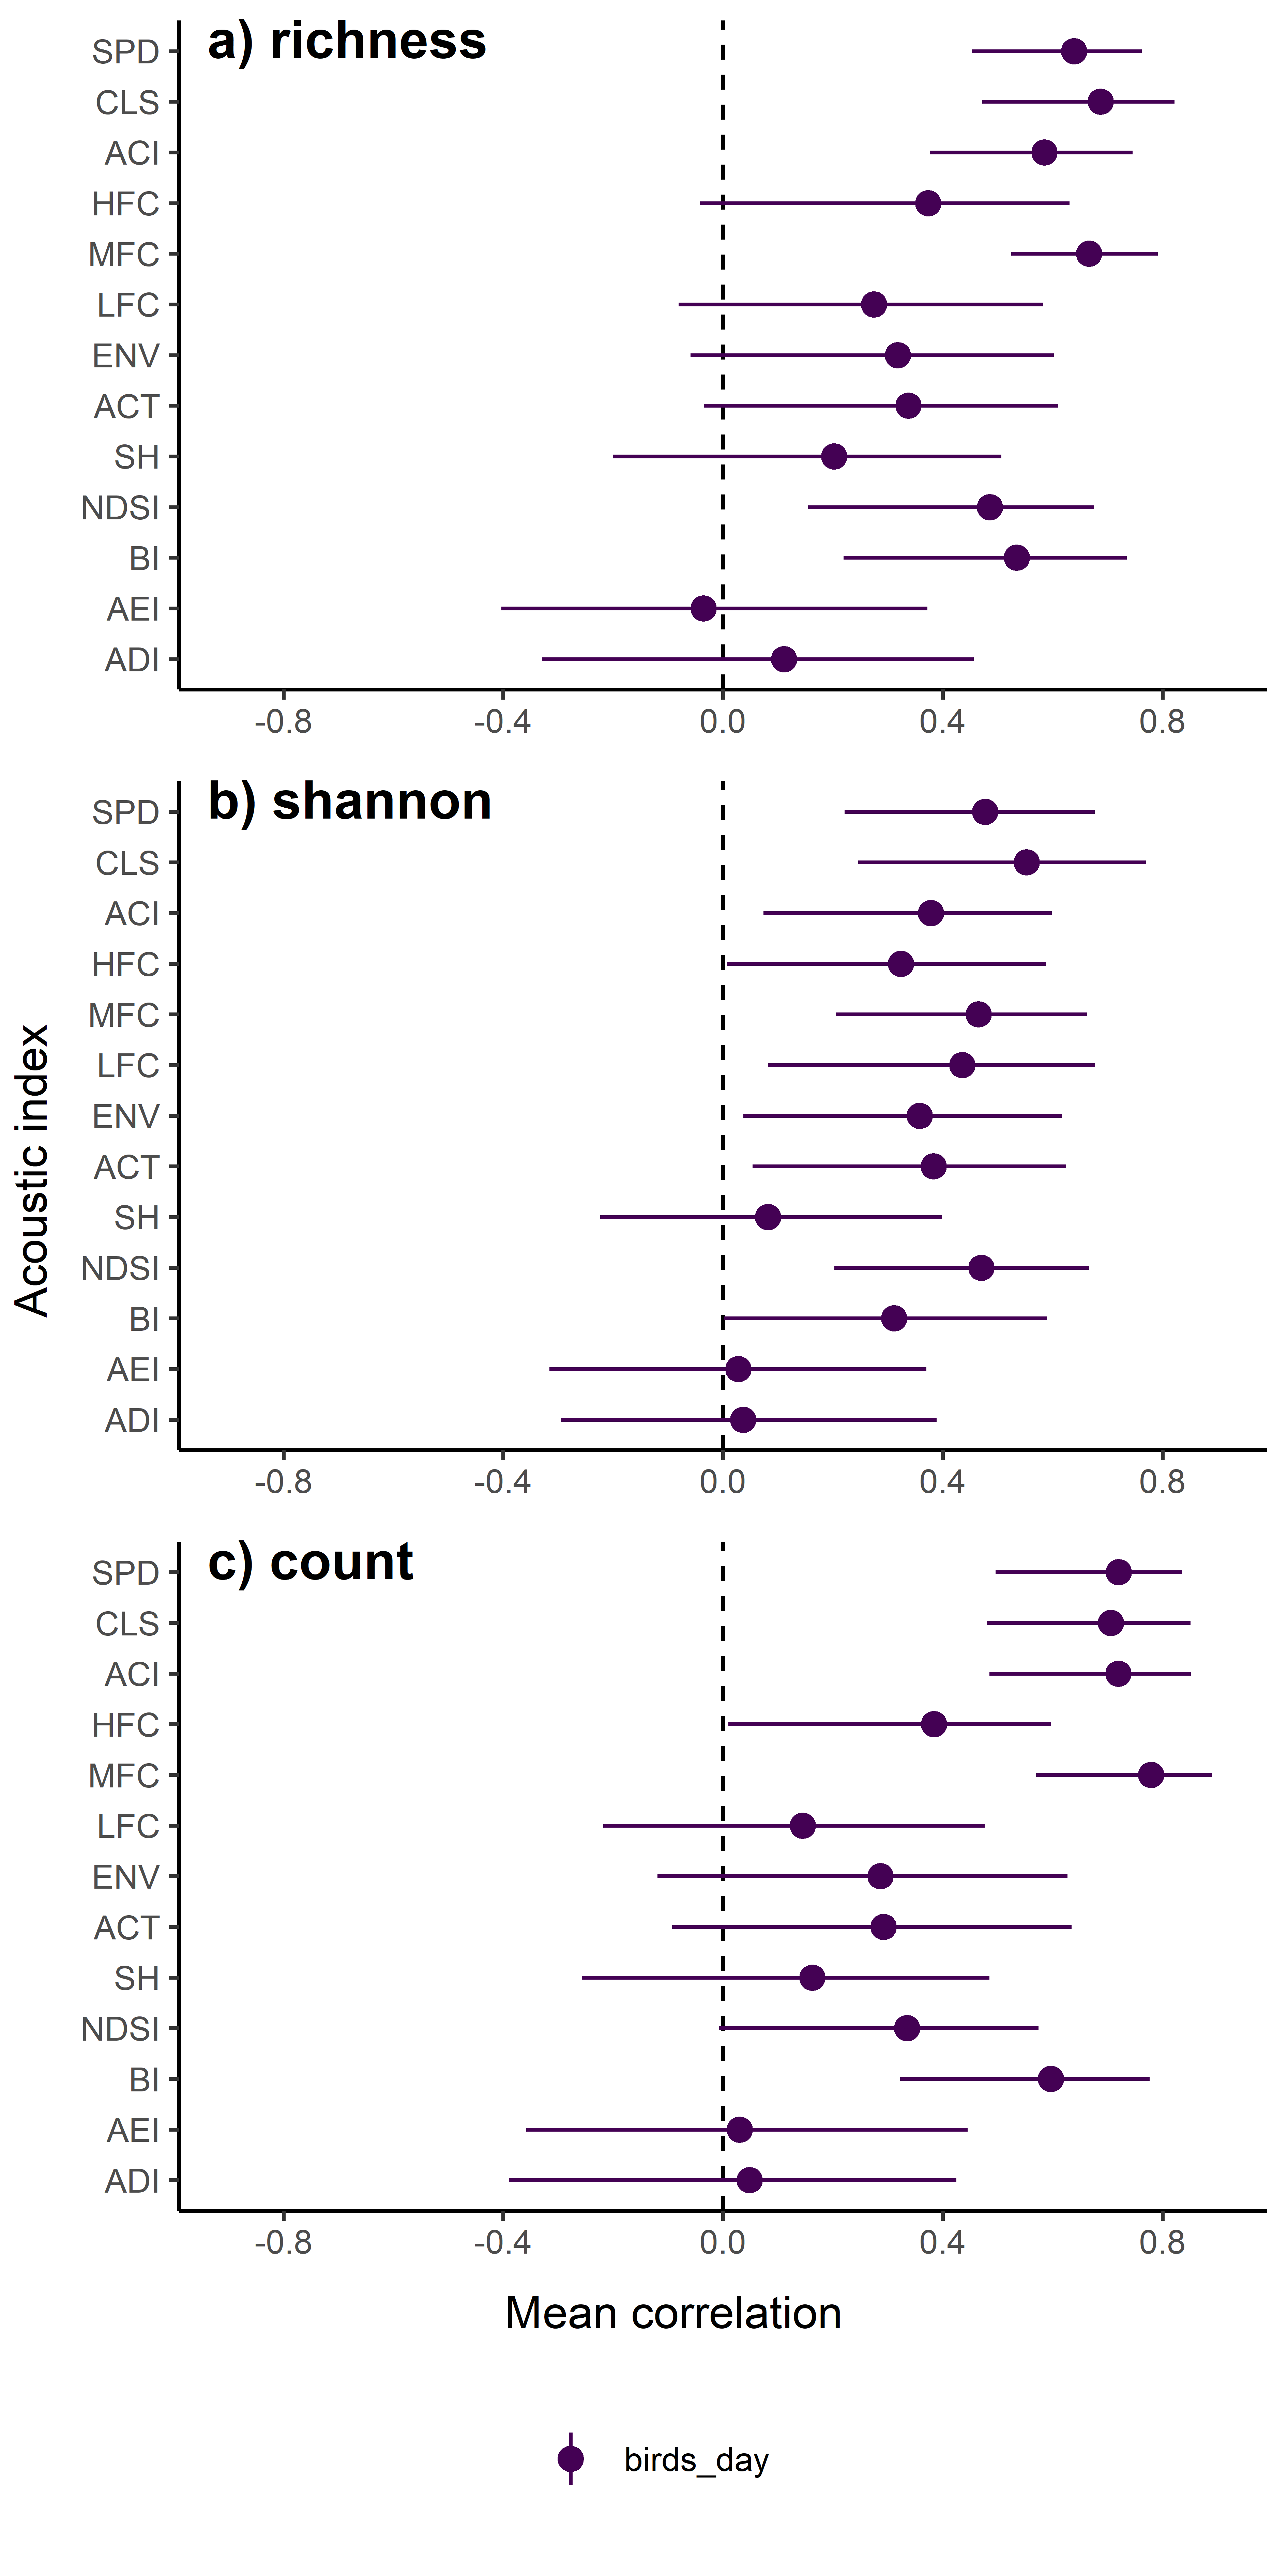 a) richness
SPD
CLS
ACI
HFC
MFC
LFC
ENV
ACT
SH
NDSI
BI
AEI
ADI
-0.8 -0.4 0.0 0.4 0.8
b) shannon
SPD
CLS
ACI
HFC
MFC
LFC
ENV
ACT
SH
NDSI
BI
AEI
ADI
-0.8 -0.4 0.0 0.4 0.8
Acoustic index
c) count
SPD
CLS
ACI
HFC
MFC
LFC
ENV
ACT
SH
NDSI
BI
AEI
ADI
-0.8 -0.4 0.0 0.4 0.8
Mean correlation
birds_day